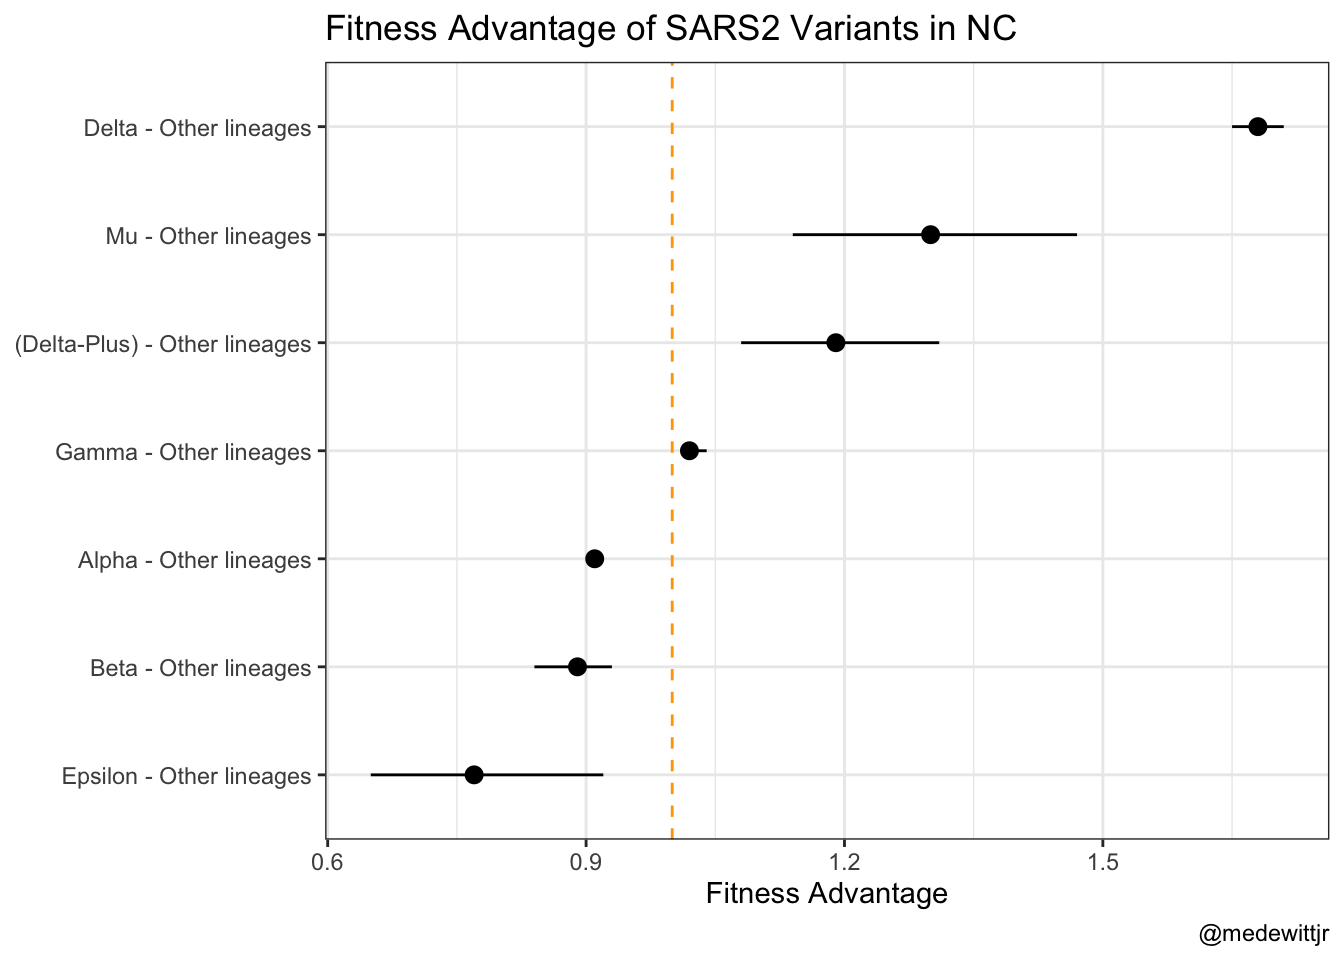 Fitness Advantage of SARS2 Variants in NC
Delta - Other lineages
Mu - Other lineages
(Delta-Plus) - Other lineages
Gamma - Other lineages
Alpha - Other lineages
Beta - Other lineages
Epsilon - Other lineages
0.6 0.9 1.2 1.5
Fitness Advantage
@medewittjr